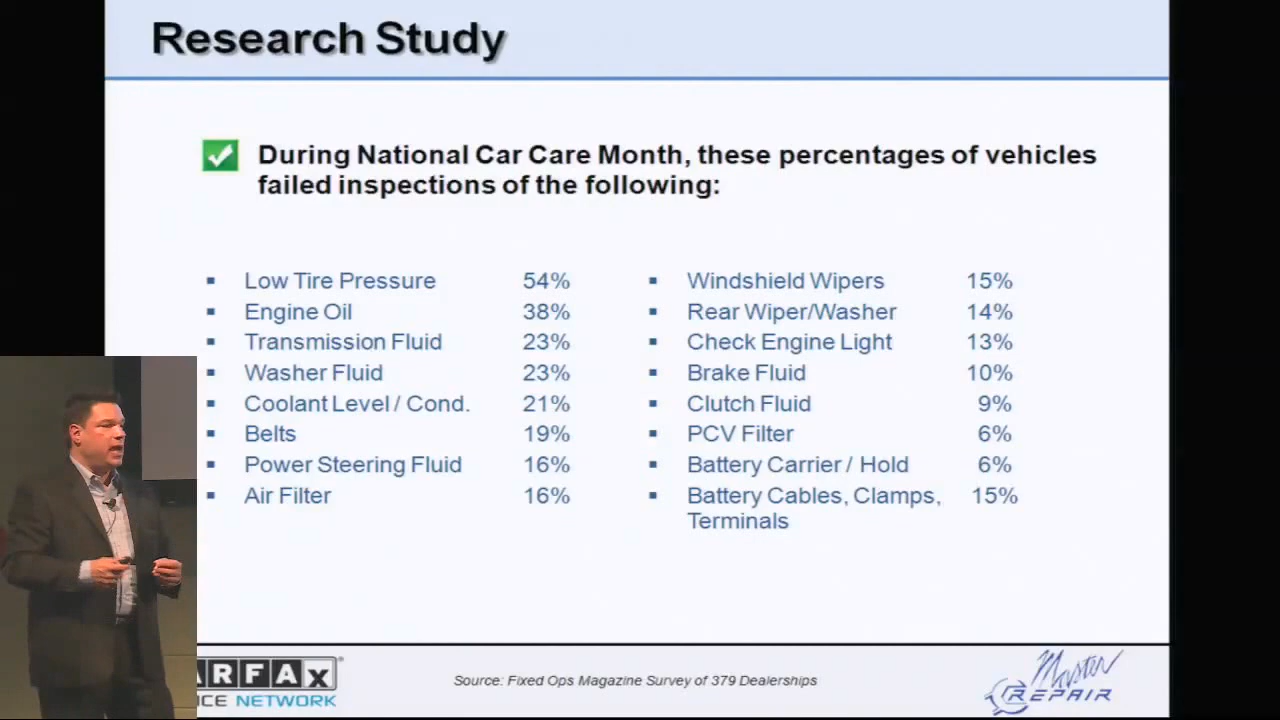 Research Study
During National Car Care Month, these percentages of vehicles
failed inspections of the following:
Low Tire Pressure 54%
Engine Oil 38%
Transmission Fluid 23%
Washer Fluid 23%
Coolant Level / Cond. 21%
Belts 19%
Power Steering Fluid 16%
Air Filter 16%
Windshield Wipers 15%
Rear Wiper/Washer 14%
Check Engine Light 13%
Brake Fluid 10%
Clutch Fluid 9%
PCV Filter 6%
Battery Carrier / Hold 6%
Battery Cables, Clamps, 15%
Terminals
ARFAX
ICE NETWORK
Source: Fixed Ops Magazine Survey of 379 Dealerships
Master
REPAIR